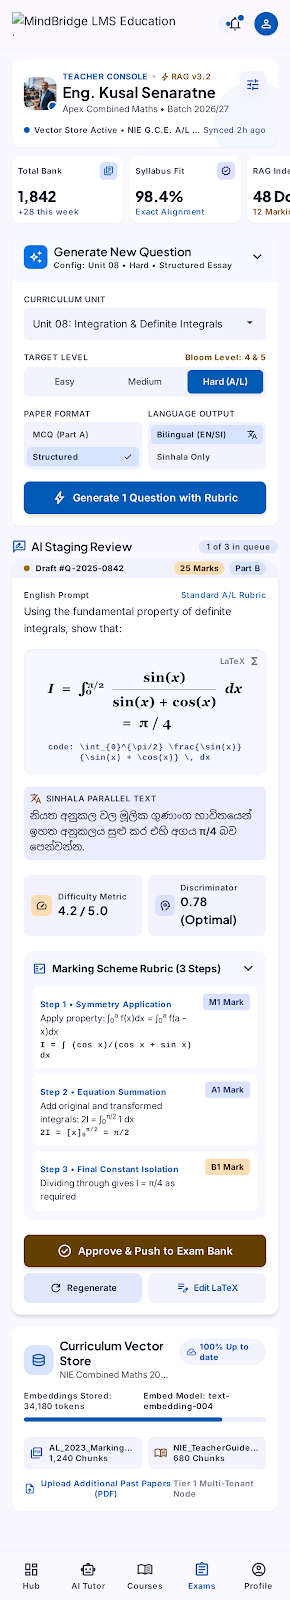 MindBridge LMS Education
TEACHER CONSOLE • RAG v3.2
Eng. Kusal Senaratne
Apex Combined Maths • Batch 2026/27
Vector Store Active • NIE G.C.E. A/L ... Synced 2h ago
Total Bank
1,842
+28 this week
Syllabus Fit
98.4%
Exact Alignment
RAG Inde
48 Do
12 Markin
Generate New Question
Config: Unit 08 • Hard • Structured Essay
CURRICULUM UNIT
Unit 08: Integration & Definite Integrals
TARGET LEVEL
Bloom Level: 4 & 5
Easy
Medium
Hard (A/L)
PAPER FORMAT
LANGUAGE OUTPUT
MCQ (Part A)
Bilingual (EN/SI)
Structured
Sinhala Only
Generate 1 Question with Rubric
AI Staging Review
1 of 3 in queue
Draft #Q-2025-0842
25 Marks
Part B
English Prompt
Standard A/L Rubric
Using the fundamental property of definite
integrals, show that:
LaTeX Σ
I = ∫₀^π/2 sin(x) / (sin(x) + cos(x)) dx
= π / 4
code: \int_{0}^{\pi/2} \frac{\sin(x)}
{\sin(x) + \cos(x)} \, dx
SINHALA PARALLEL TEXT
නියත අනුකල වල මූලික ගුණාංග භාවිතයෙන්
ඉහත අනුකලය සුළු කර එහි අගය π/4 බව
පෙන්වන්න.
Difficulty Metric
4.2 / 5.0
Discriminator
0.78
(Optimal)
Marking Scheme Rubric (3 Steps)
Step 1 • Symmetry Application
M1 Mark
Apply property: ∫₀ᵃ f(x)dx = ∫₀ᵃ f(a -
x)dx
I = ∫ (cos x)/(cos x + sin x)
dx
Step 2 • Equation Summation
A1 Mark
Add original and transformed
integrals: 2I = ∫₀^π/2 1 dx
2I = [x]₀^π/2 = π/2
Step 3 • Final Constant Isolation
B1 Mark
Dividing through gives I = π/4 as
required
Approve & Push to Exam Bank
Regenerate
Edit LaTeX
Curriculum Vector
Store
NIE Combined Maths 20...
100% Up to
date
Embeddings Stored:
34,180 tokens
Embed Model: text-
embedding-004
AL_2023_Marking...
1,240 Chunks
NIE_TeacherGuide...
680 Chunks
Upload Additional Past Papers
(PDF)
Tier 1 Multi-Tenant
Node
Hub
AI Tutor
Courses
Exams
Profile